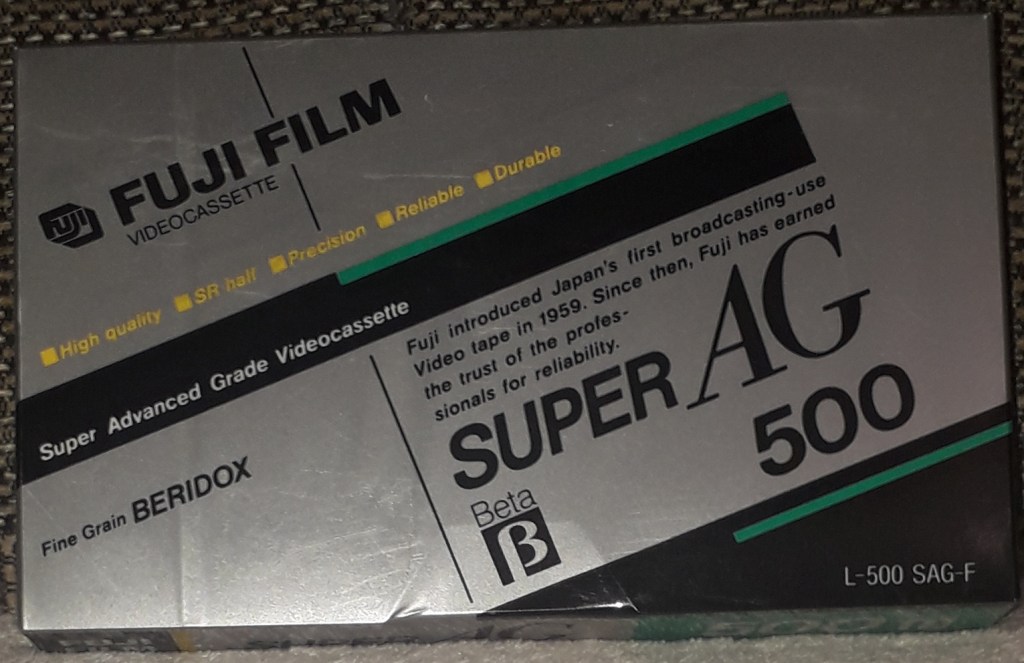 FUJI FILM
FUJI
VIDEOCASSETTE
High quality SR half Precision Reliable Durable
Super Advanced Grade Videocassette
Fuji introduced Japan's first broadcasting-use
Video tape in 1959. Since then, Fuji has earned
the trust of the profes-
sionals for reliability.
SUPER AG
500
Fine Grain BERIDOX
Beta
β
L-500 SAG-F